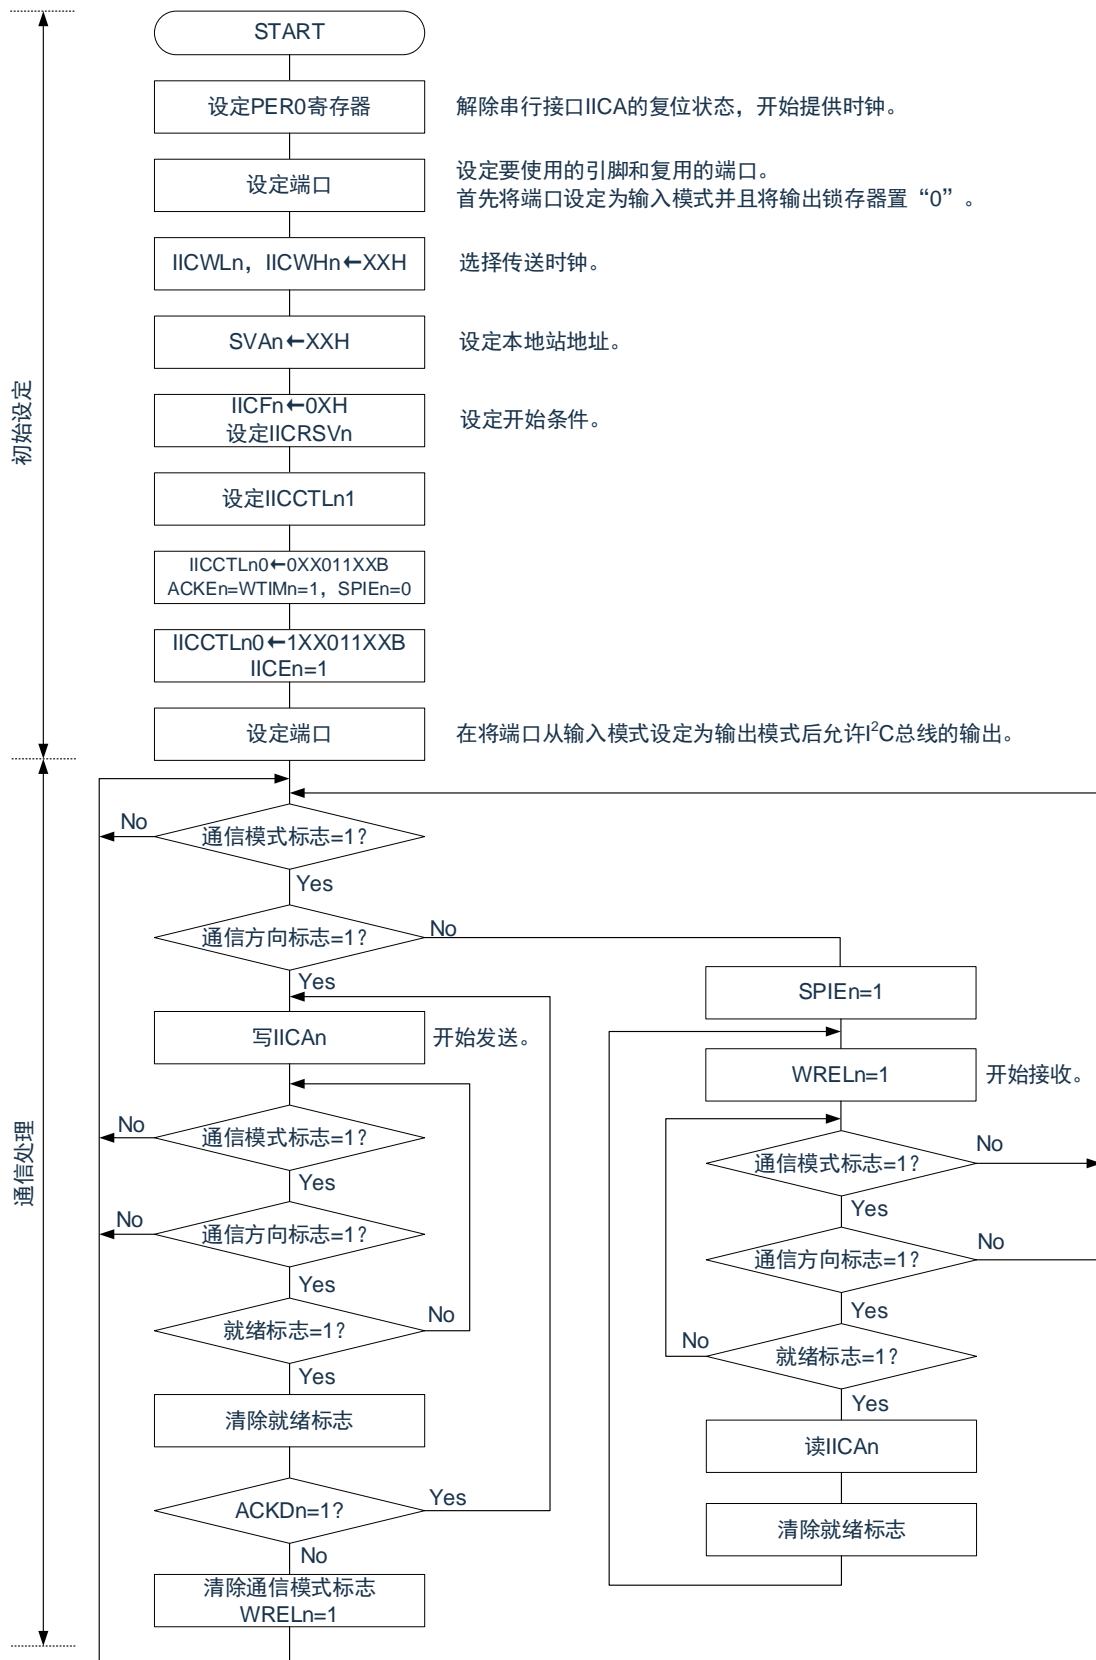 START
设定PER0寄存器
解除串行接口IICA的复位状态，开始提供时钟。
设定端口
设定要使用的引脚和复用的端口。
首先将端口设定为输入模式并且将输出锁存器置“0”。
IICWLn，IICWHn←XXH
选择传送时钟。
SVAn←XXH
设定本地站地址。
IICFn←0XH
设定IICRSVn
设定开始条件。
设定IICCTLn1
IICCTLn0←0XX011XXB
ACKEn=WTIMn=1，SPIEn=0
IICCTLn0←1XX011XXB
IICEn=1
设定端口
在将端口从输入模式设定为输出模式后允许I²C总线的输出。
初始设定
No
通信模式标志=1?
Yes
通信方向标志=1?
No
Yes
写IICAn
开始发送。
No
通信模式标志=1?
Yes
No
通信方向标志=1?
Yes
就绪标志=1?
No
Yes
清除就绪标志
ACKDn=1?
Yes
No
清除通信模式标志
WRELn=1
SPIEn=1
WRELn=1
开始接收。
通信模式标志=1?
No
Yes
通信方向标志=1?
No
Yes
No
就绪标志=1?
Yes
读IICAn
清除就绪标志
通信处理